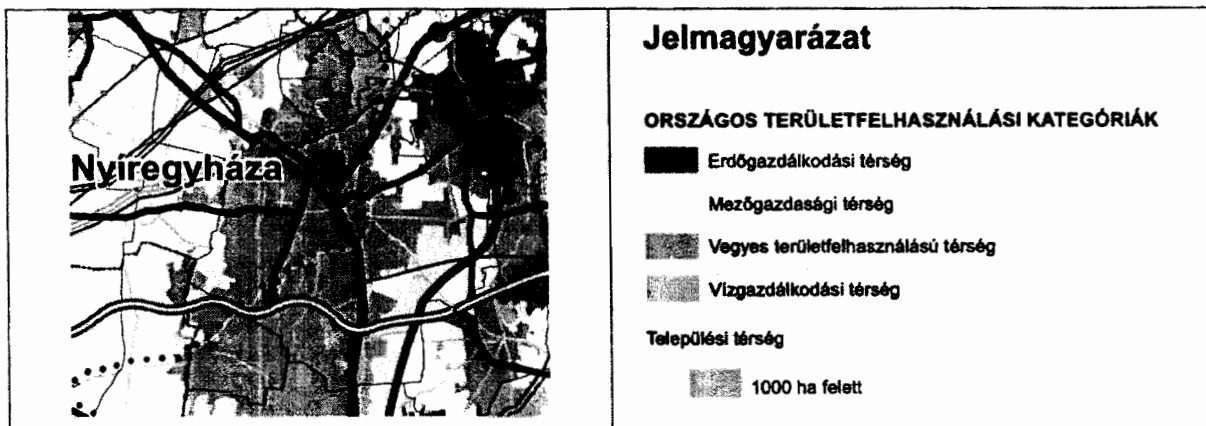 Nyíregyháza
Jelmagyarázat
ORSZÁGOS TERÜLETFELHASZNÁLÁSI KATEGÓRIÁK
Erdőgazdálkodási térség
Mezőgazdasági térség
Vegyes területfelhasználású térség
Vízgazdálkodási térség
Települési térség
1000 ha felett